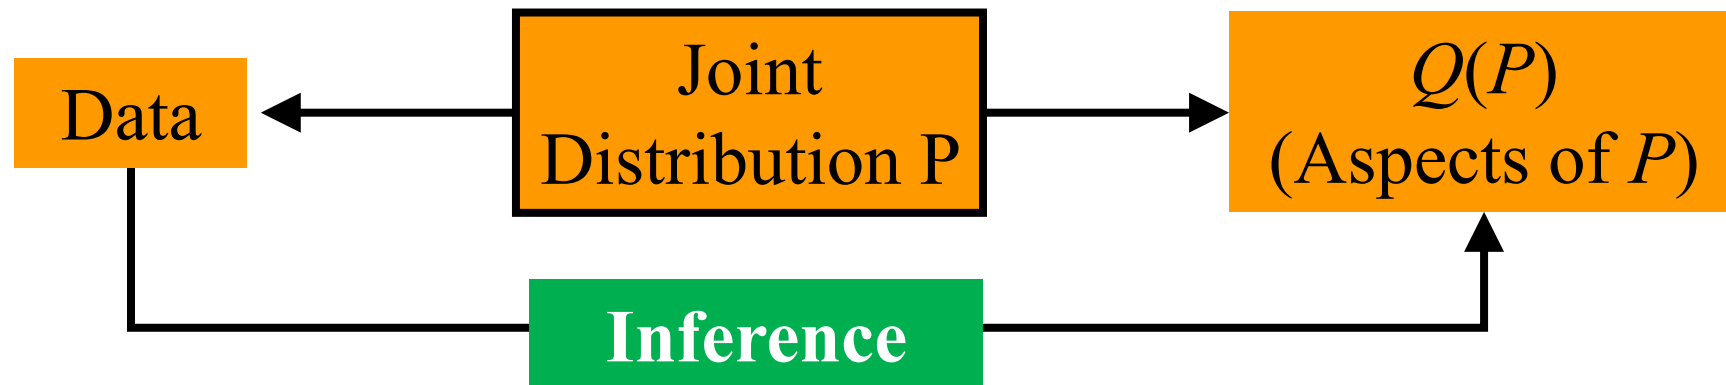 Data
Joint
Distribution P
Q(P)
(Aspects of P)
Inference